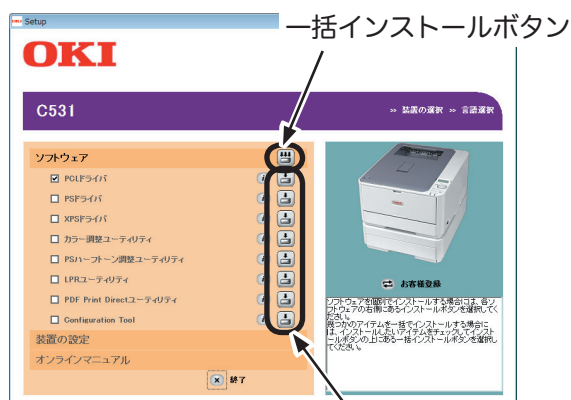 Setup
一括インストールボタン
OKI
C531
» 装置の選択 » 言語選択
ソフトウェア
PCLドライバ
PSドライバ
XPSドライバ
カラー調整ユーティリティ
PSハーフトーン調整ユーティリティ
LPRユーティリティ
PDF Print Directユーティリティ
Configuration Tool
装置の設定
オンラインマニュアル
× 終了
お客様登録
ソフトウェアを個別でインストールする場合には、各ソ
フトウェアの右側にあるインストールボタンを選択してく
ださい。
幾つかのアイテムを一括でインストールする場合に
は、インストールしたいアイテムをチェックしてインスト
ールボタンの上にある一括インストールボタンを選択し
てください。